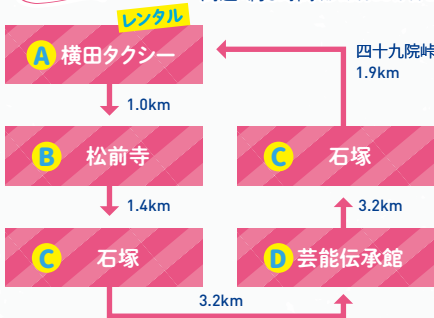 レンタル
A 横田タクシー
1.0km
B 松前寺
1.4km
C 石塚
3.2km
D 芸能伝承館
3.2km
C 石塚
四十九院峠
1.9km